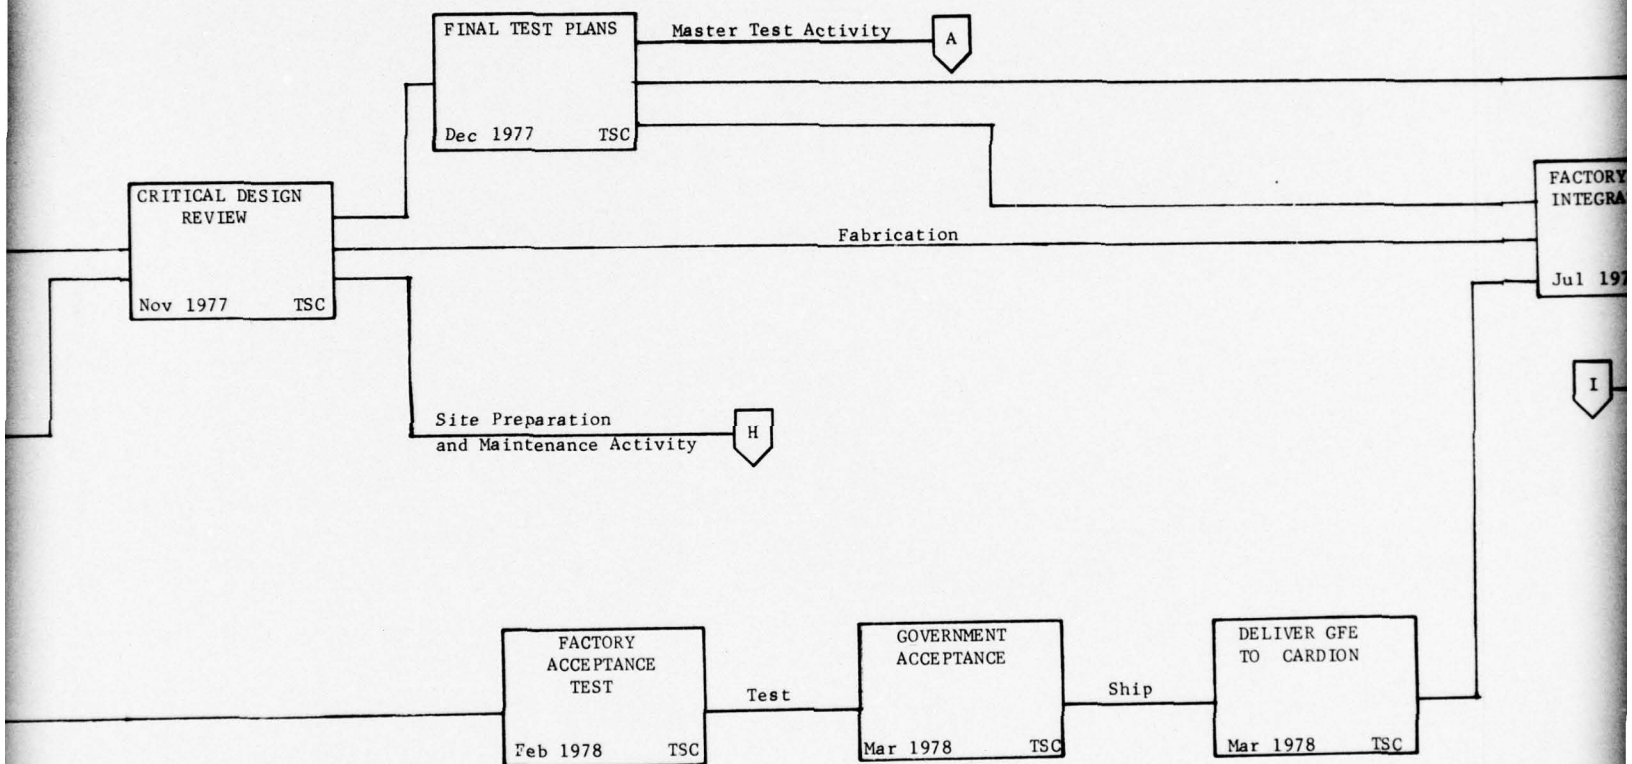 FINAL TEST PLANS
Dec 1977 TSC
Master Test Activity
A
CRITICAL DESIGN
REVIEW
Nov 1977 TSC
Fabrication
FACTORY
INTEGRA
Jul 197
Site Preparation
and Maintenance Activity
H
I
FACTORY
ACCEPTANCE
TEST
Feb 1978 TSC
Test
GOVERNMENT
ACCEPTANCE
Mar 1978 TSC
Ship
DELIVER GFE
TO CARDION
Mar 1978 TSC